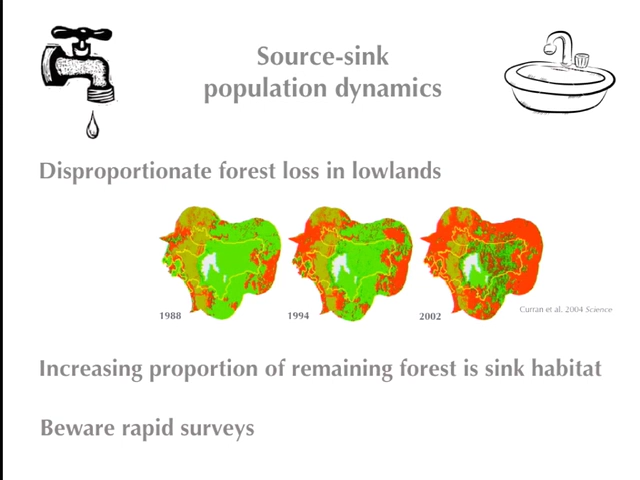 Source-sink
population dynamics
Disproportionate forest loss in lowlands
1988
1994
2002
Curran et al. 2004 Science
Increasing proportion of remaining forest is sink habitat
Beware rapid surveys